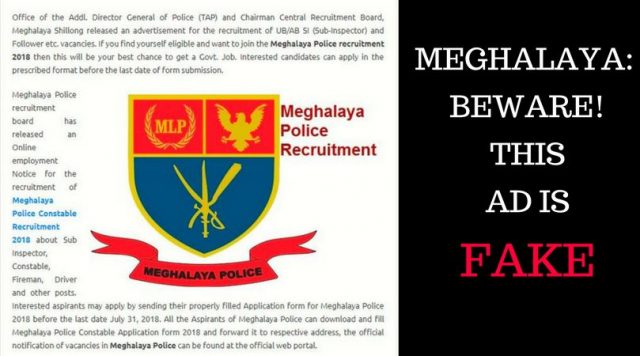 Office of the Addl. Director General of Police (TAP) and Chairman Central Recruitment Board,
Meghalaya Shillong released an advertisement for the recruitment of UB/AB SI (Sub-Inspector) and
Follower etc. vacancies. If you find yourself eligible and want to join the Meghalaya Police recruitment
2018 then this will be your best chance to get a Govt. Job. Interested candidates can apply in the
prescribed format before the last date of form submission.
Meghalaya Police
recruitment
board has
released an
Online
employment
Notice for the
recruitment of
Meghalaya
Police Constable
Recruitment
2018 about Sub
Inspector,
Constable,
Fireman, Driver
and other posts.
MLP
Meghalaya
Police
Recruitment
MEGHALAYA POLICE
Interested aspirants may apply by sending their properly filled Application form for Meghalaya Police
2018 before the last date July 31, 2018. All the Aspirants of Meghalaya Police can download and fill
Meghalaya Police Constable Application form 2018 and forward it to respective address, the official
notification of vacancies in Meghalaya Police can be found at the official web portal.
MEGHALAYA:
BEWARE!
THIS
AD IS
FAKE